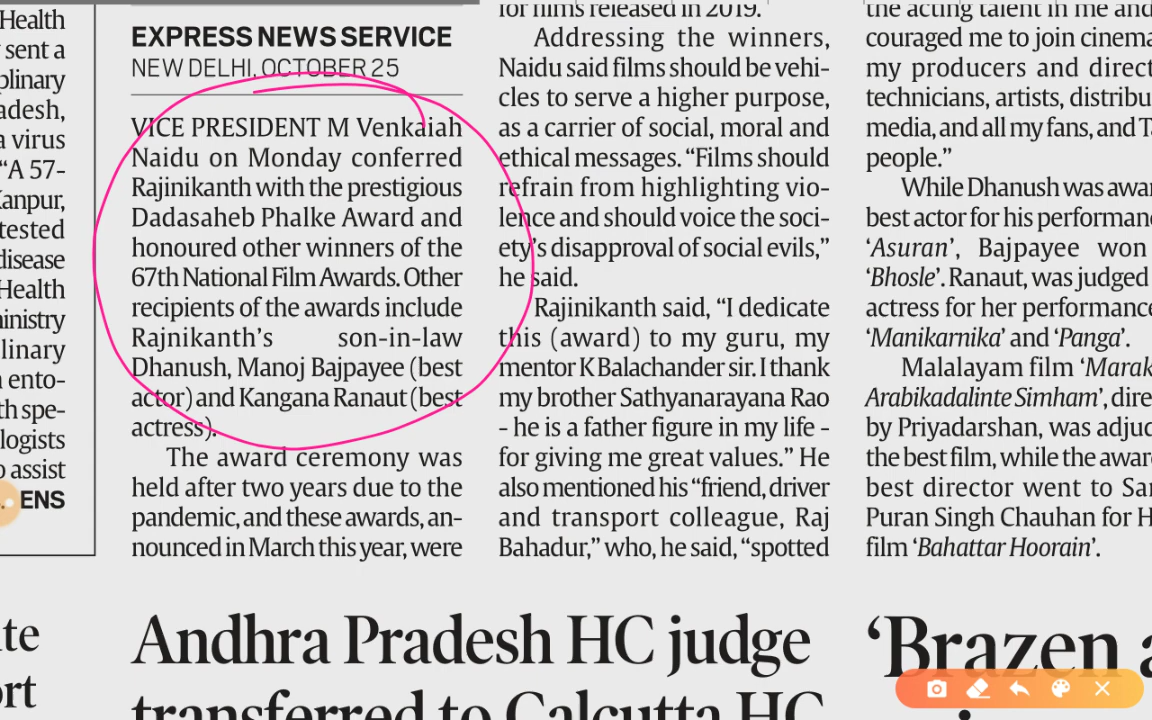 Health
sent a
plinary
adesh,
a virus
“A 57-
Kanpur,
tested
disease
Health
ministry
linary
ento-
th spe-
logists
assist
ENS
EXPRESS NEWS SERVICE
NEW DELHI, OCTOBER 25
VICE PRESIDENT M Venkaiah
Naidu on Monday conferred
Rajinikanth with the prestigious
Dadasaheb Phalke Award and
honoured other winners of the
67th National Film Awards. Other
recipients of the awards include
Rajnikanth’s son-in-law
Dhanush, Manoj Bajpayee (best
actor) and Kangana Ranaut (best
actress).
The award ceremony was
held after two years due to the
pandemic, and these awards, an-
nounced in March this year, were
for films released in 2019.
Addressing the winners,
Naidu said films should be vehi-
cles to serve a higher purpose,
as a carrier of social, moral and
ethical messages. “Films should
refrain from highlighting vio-
lence and should voice the soci-
ety’s disapproval of social evils,”
he said.
Rajinikanth said, “I dedicate
this (award) to my guru, my
mentor K Balachander sir. I thank
my brother Sathyanarayana Rao
- he is a father figure in my life -
for giving me great values.” He
also mentioned his “friend, driver
and transport colleague, Raj
Bahadur,” who, he said, “spotted
the acting talent in me and
couraged me to join cinema
my producers and direct
technicians, artists, distribu
media, and all my fans, and Ta
people.”
While Dhanush was awar
best actor for his performanc
‘Asuran’, Bajpayee won
‘Bhosle’. Ranaut, was judged
actress for her performance
‘Manikarnika’ and ‘Panga’.
Malalayam film ‘Marak
Arabikadalinte Simham’, dire
by Priyadarshan, was adjud
the best film, while the awar
best director went to San
Puran Singh Chauhan for H
film ‘Bahattar Hoorain’.
Andhra Pradesh HC judge
transferred to Calcutta HC
‘Brazen a